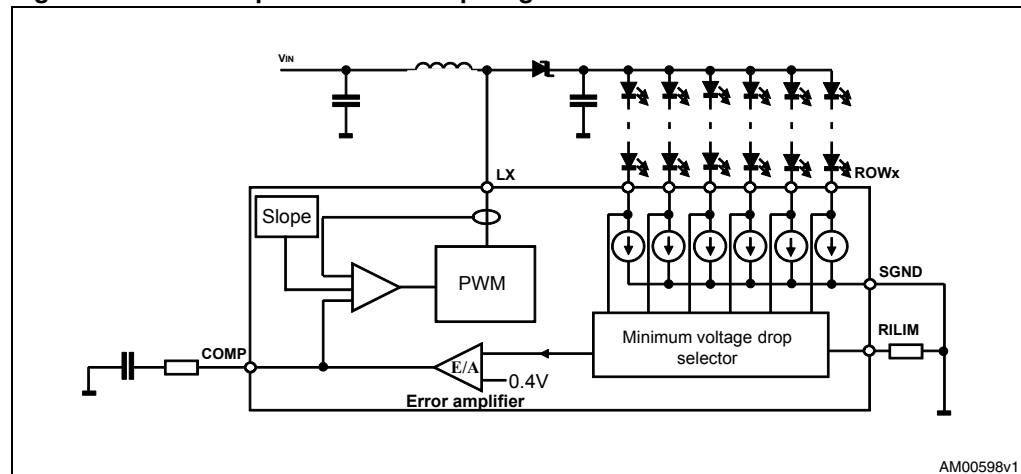 VIN
LX
ROWx
Slope
PWM
SGND
Minimum voltage drop
selector
RILIM
COMP
E/A
0.4V
Error amplifier
AM00598v1